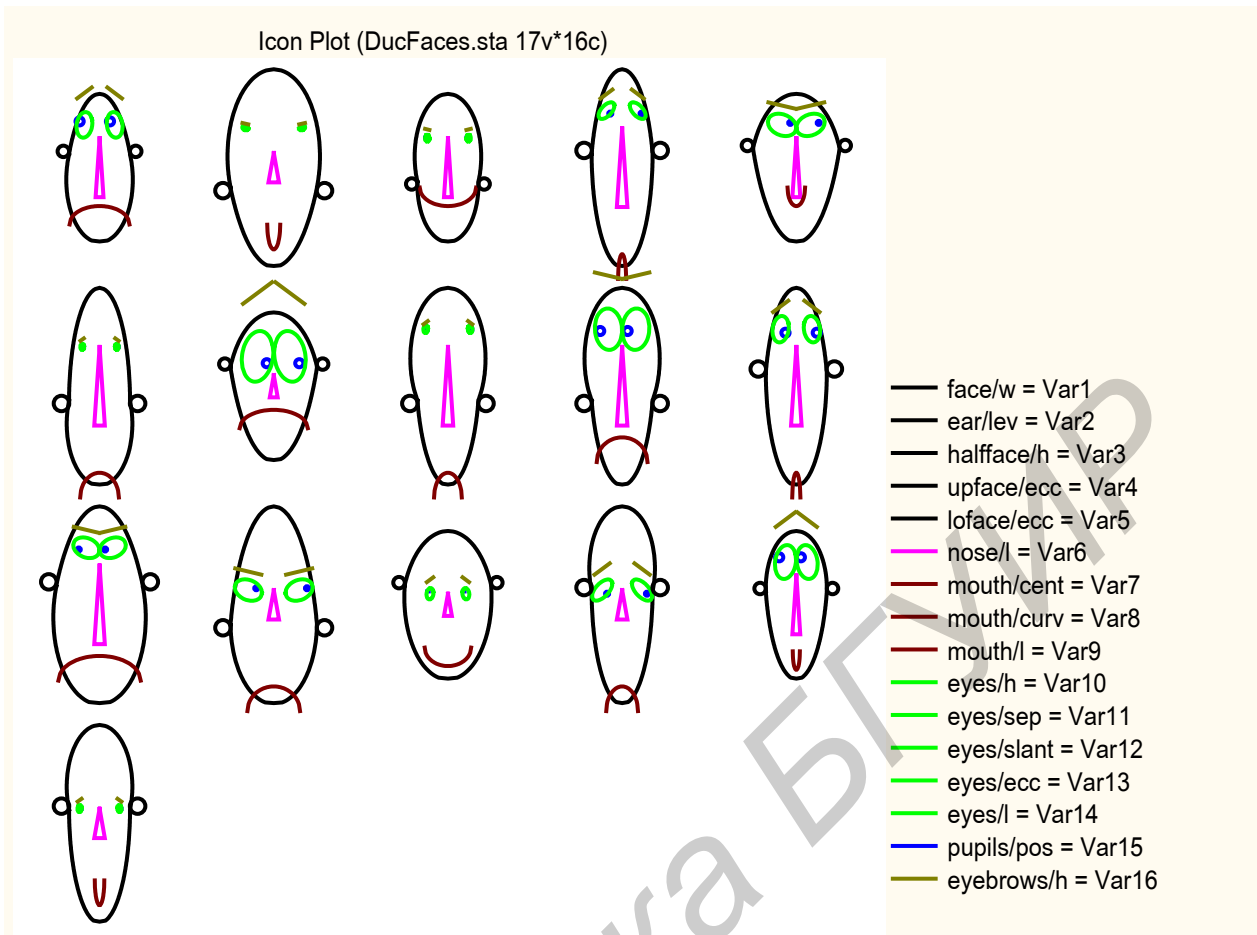 Icon Plot (DucFaces.sta 17v*16c)
face/w = Var1
ear/lev = Var2
halfface/h = Var3
upface/ecc = Var4
loface/ecc = Var5
nose/l = Var6
mouth/cent = Var7
mouth/curv = Var8
mouth/l = Var9
eyes/h = Var10
eyes/sep = Var11
eyes/slant = Var12
eyes/ecc = Var13
eyes/l = Var14
pupils/pos = Var15
eyebrows/h = Var16
ка БГУИР